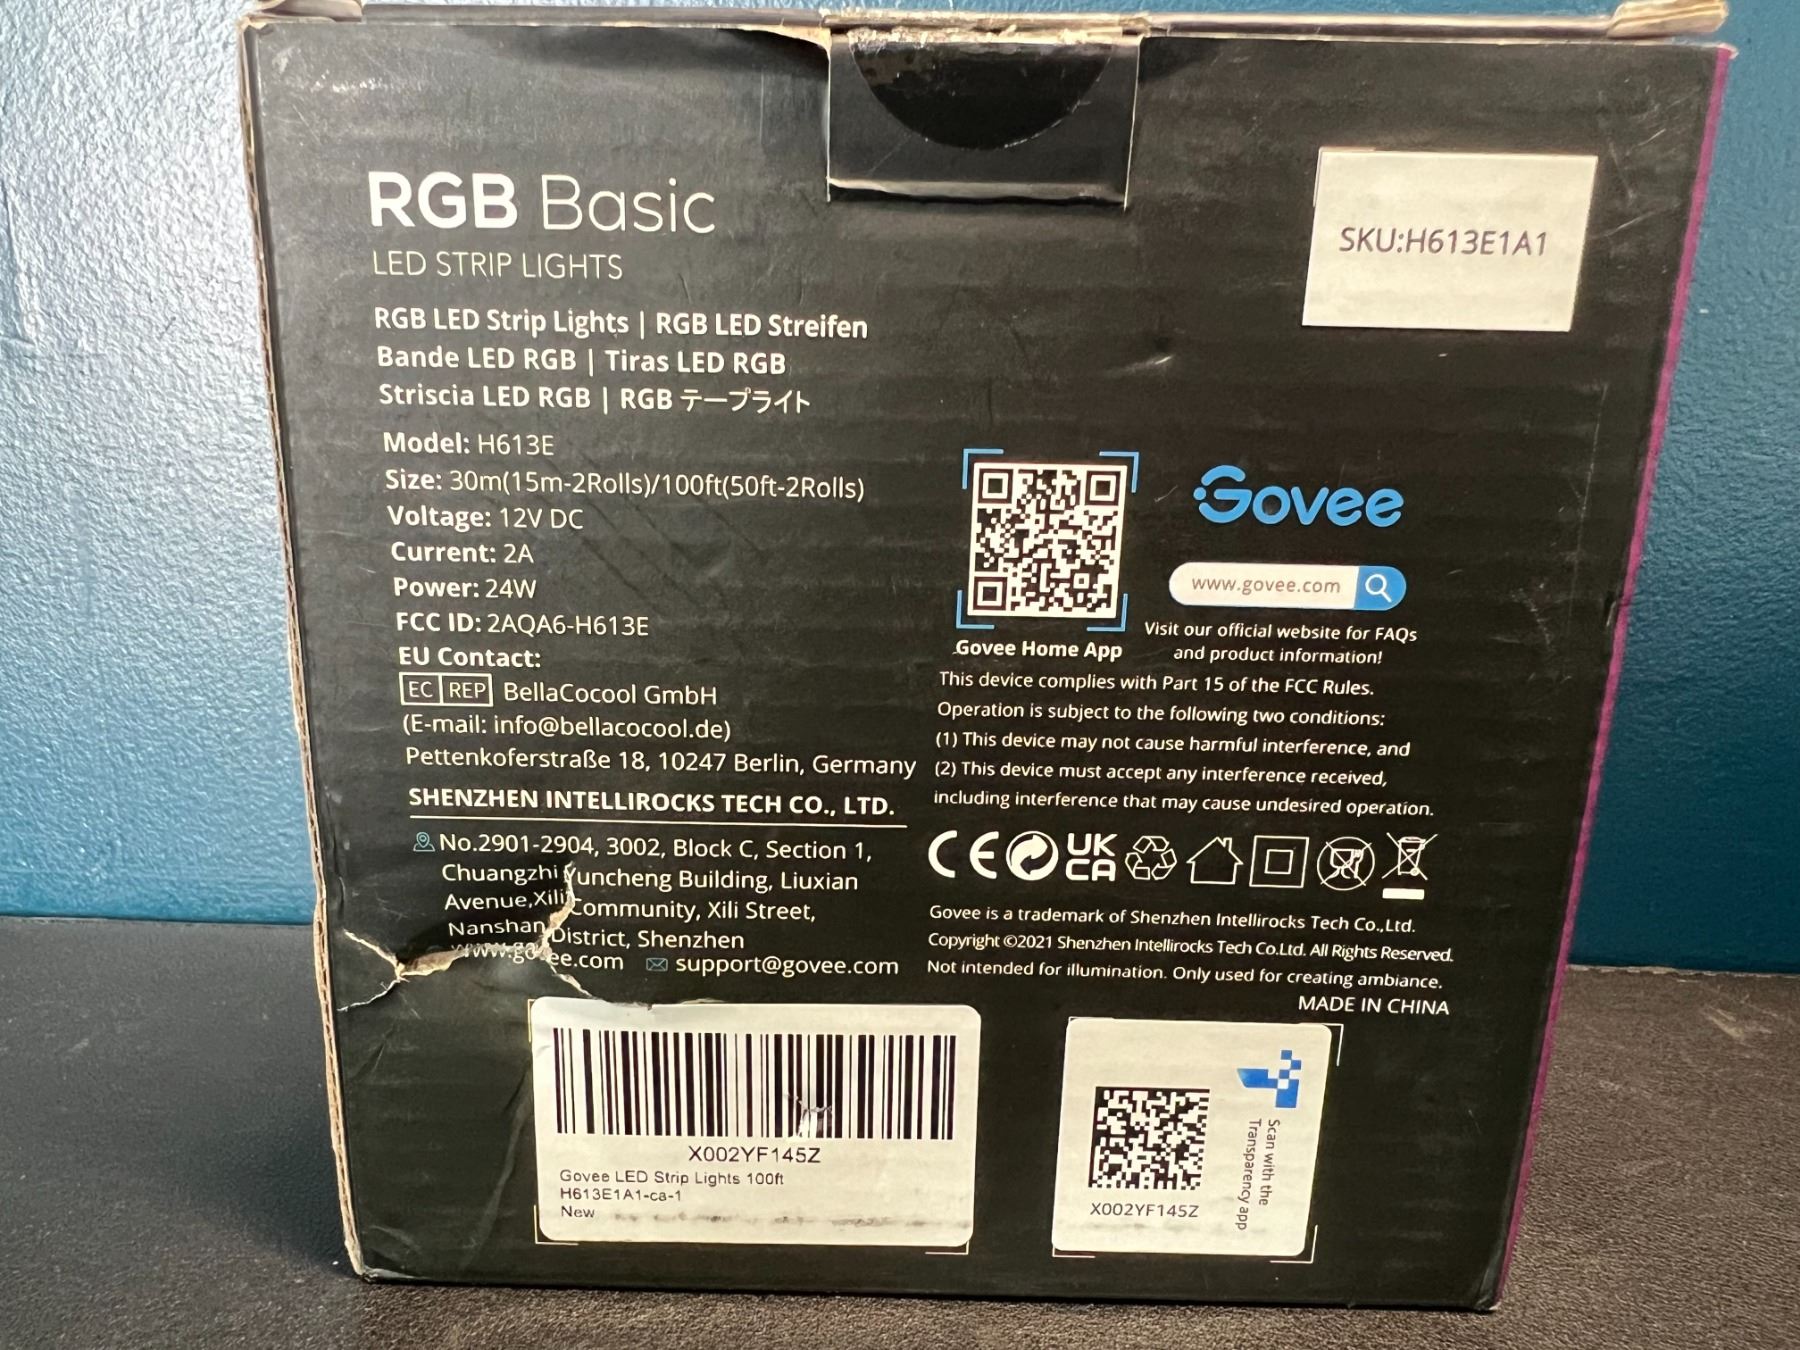 RGB Basic
LED STRIP LIGHTS
RGB LED Strip Lights | RGB LED Streifen
Bande LED RGB | Tiras LED RGB
Striscia LED RGB | RGB テープライト
Model: H613E
Size: 30m(15m-2Rolls)/100ft(50ft-2Rolls)
Voltage: 12V DC
Current: 2A
Power: 24W
FCC ID: 2AQA6-H613E
EU Contact:
EC REP BellaCocool GmbH
(E-mail: info@bellacocool.de)
Pettenkoferstraße 18, 10247 Berlin, Germany
SHENZHEN INTELLIROCKS TECH CO., LTD.
No.2901-2904, 3002, Block C, Section 1,
Chuangzhi Yuncheng Building, Liuxian
Avenue,Xili Community, Xili Street,
Nanshan District, Shenzhen
www.govee.com support@govee.com
SKU:H613E1A1
Govee
www.govee.com
Visit our official website for FAQs
and product information!
Govee Home App
This device complies with Part 15 of the FCC Rules.
Operation is subject to the following two conditions:
(1) This device may not cause harmful interference, and
(2) This device must accept any interference received,
including interference that may cause undesired operation.
CE UK
CA
Govee is a trademark of Shenzhen Intellirocks Tech Co.,Ltd.
Copyright ©2021 Shenzhen Intellirocks Tech Co.Ltd. All Rights Reserved.
Not intended for illumination. Only used for creating ambiance.
MADE IN CHINA
X002YF145Z
Govee LED Strip Lights 100ft
H613E1A1-ca-1
New
X002YF145Z
Scan with the
Transparency app